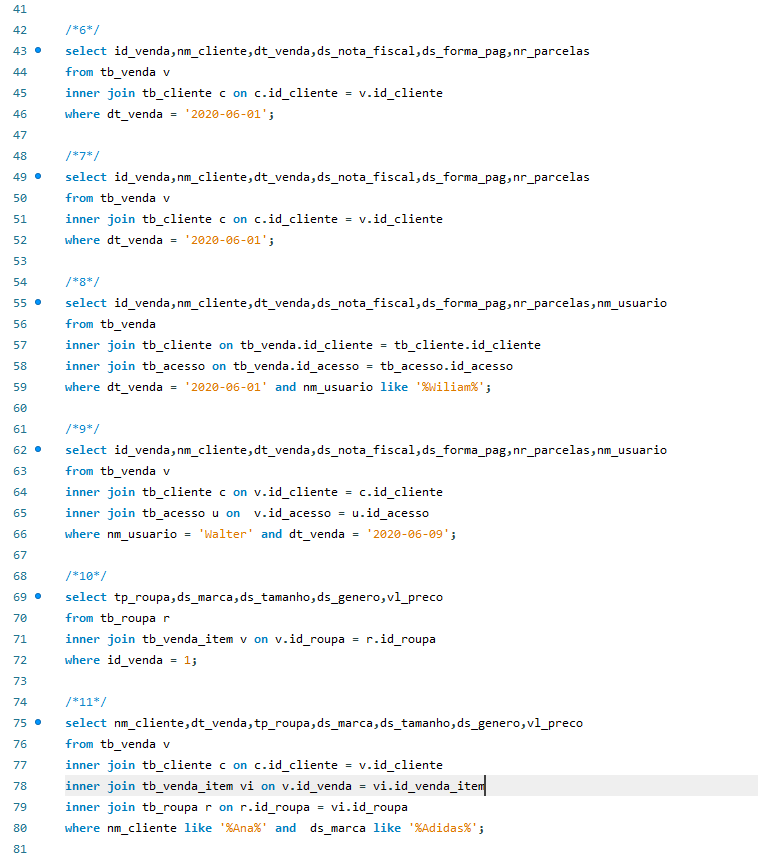 41
42 /*6*/
43 select id_venda,nm_cliente,dt_venda,ds_nota_fiscal,ds_forma_pag,nr_parcelas
44 from tb_venda v
45 inner join tb_cliente c on c.id_cliente = v.id_cliente
46 where dt_venda = '2020-06-01';
47
48 /*7*/
49 select id_venda,nm_cliente,dt_venda,ds_nota_fiscal,ds_forma_pag,nr_parcelas
50 from tb_venda v
51 inner join tb_cliente c on c.id_cliente = v.id_cliente
52 where dt_venda = '2020-06-01';
53
54 /*8*/
55 select id_venda,nm_cliente,dt_venda,ds_nota_fiscal,ds_forma_pag,nr_parcelas,nm_usuario
56 from tb_venda
57 inner join tb_cliente on tb_venda.id_cliente = tb_cliente.id_cliente
58 inner join tb_acesso on tb_venda.id_acesso = tb_acesso.id_acesso
59 where dt_venda = '2020-06-01' and nm_usuario like '%Wiliam%';
60
61 /*9*/
62 select id_venda,nm_cliente,dt_venda,ds_nota_fiscal,ds_forma_pag,nr_parcelas,nm_usuario
63 from tb_venda v
64 inner join tb_cliente c on v.id_cliente = c.id_cliente
65 inner join tb_acesso u on  v.id_acesso = u.id_acesso
66 where nm_usuario = 'Walter' and dt_venda = '2020-06-09';
67
68 /*10*/
69 select tp_roupa,ds_marca,ds_tamanho,ds_genero,vl_preco
70 from tb_roupa r
71 inner join tb_venda_item v on v.id_roupa = r.id_roupa
72 where id_venda = 1;
73
74 /*11*/
75 select nm_cliente,dt_venda,tp_roupa,ds_marca,ds_tamanho,ds_genero,vl_preco
76 from tb_venda v
77 inner join tb_cliente c on c.id_cliente = v.id_cliente
78 inner join tb_venda_item vi on v.id_venda = vi.id_venda_item
79 inner join tb_roupa r on r.id_roupa = vi.id_roupa
80 where nm_cliente like '%Ana%' and  ds_marca like '%Adidas%';
81